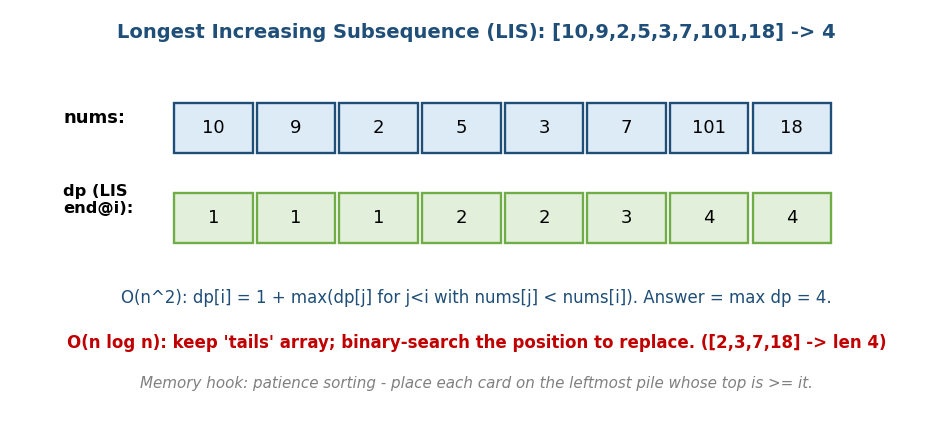 Longest Increasing Subsequence (LIS): [10,9,2,5,3,7,101,18] -> 4
nums: 10 9 2 5 3 7 101 18
dp (LIS
end@i): 1 1 1 2 2 3 4 4
O(n^2): dp[i] = 1 + max(dp[j] for j<i with nums[j] < nums[i]). Answer = max dp = 4.
O(n log n): keep 'tails' array; binary-search the position to replace. ([2,3,7,18] -> len 4)
Memory hook: patience sorting - place each card on the leftmost pile whose top is >= it.